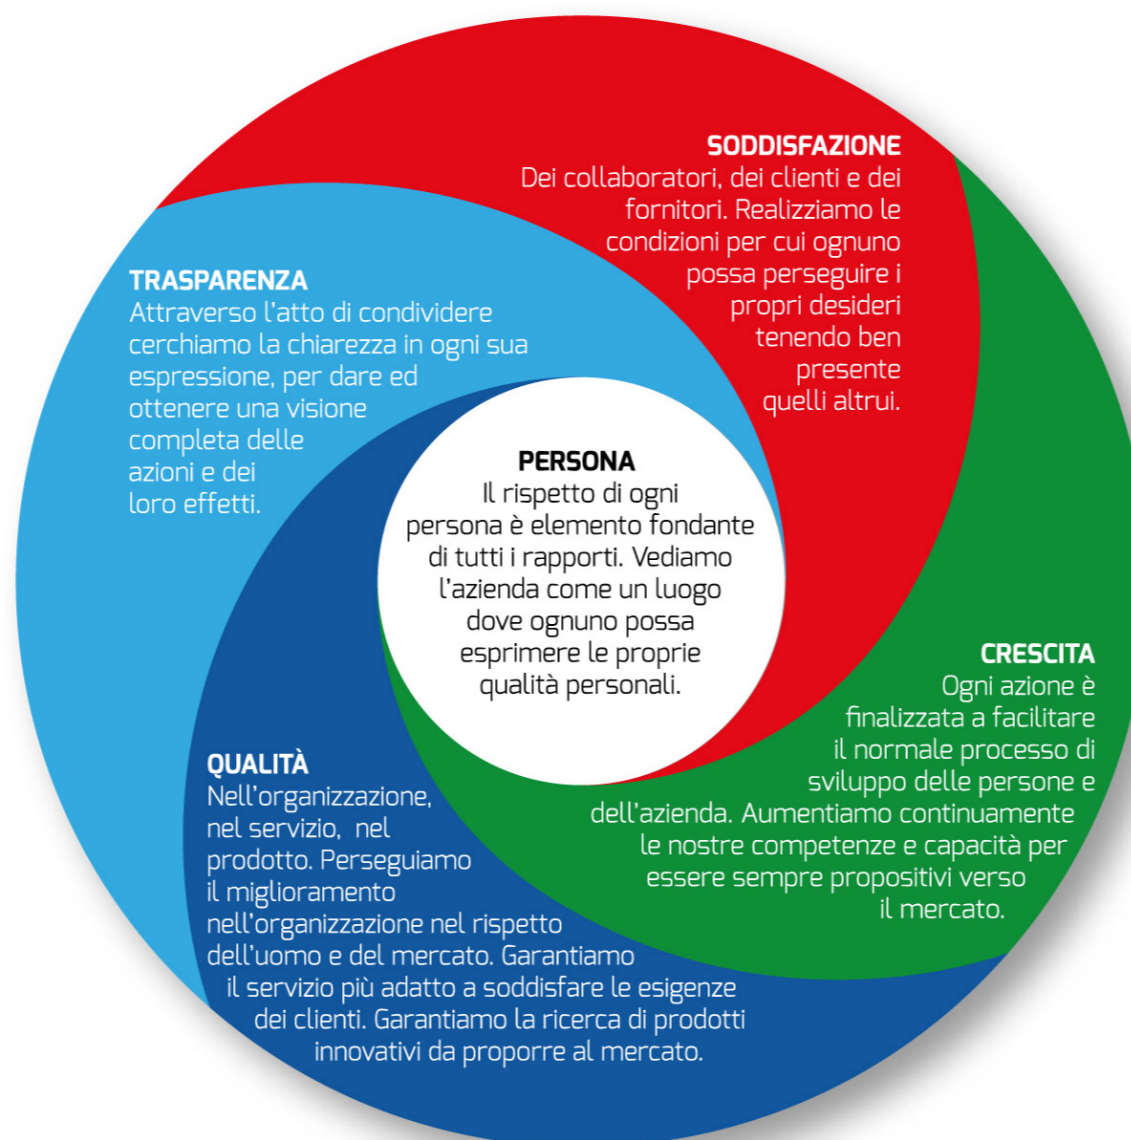 SODDISFAZIONE
Dei collaboratori, dei clienti e dei
fornitori. Realizziamo le
condizioni per cui ognuno
possa perseguire i
propri desideri
tenendo ben
presente
quelli altrui.
TRASPARENZA
Attraverso l'atto di condividere
cerchiamo la chiarezza in ogni sua
espressione, per dare ed
ottenere una visione
completa delle
azioni e dei
loro effetti.
PERSONA
Il rispetto di ogni
persona è elemento fondante
di tutti i rapporti. Vediamo
l'azienda come un luogo
dove ognuno possa
esprimere le proprie
qualità personali.
CRESCITA
Ogni azione è
finalizzata a facilitare
il normale processo di
sviluppo delle persone e
dell'azienda. Aumentiamo continuamente
le nostre competenze e capacità per
essere sempre propositivi verso
il mercato.
QUALITÀ
Nell'organizzazione,
nel servizio, nel
prodotto. Perseguiamo
il miglioramento
nell'organizzazione nel rispetto
dell'uomo e del mercato. Garantiamo
il servizio più adatto a soddisfare le esigenze
dei clienti. Garantiamo la ricerca di prodotti
innovativi da proporre al mercato.